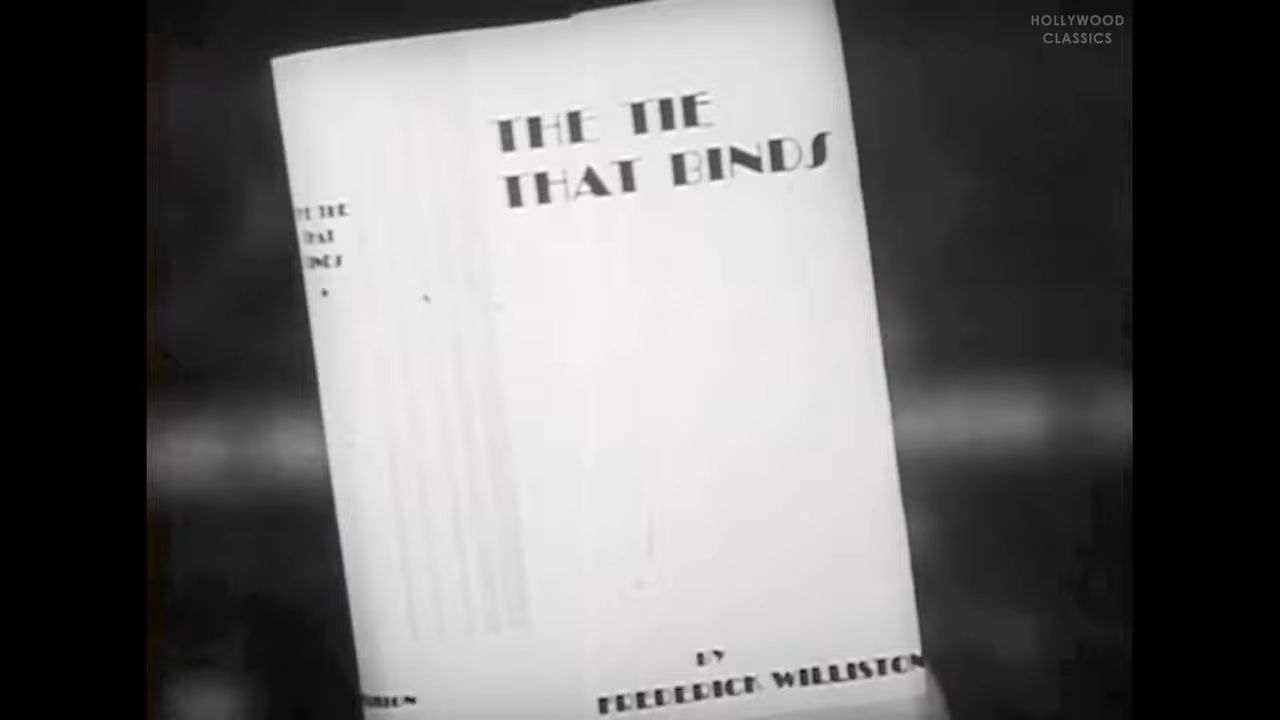 HOLLYWOOD
CLASSICS
THE TIE
THAT BINDS
BY
FREDERICK WILLISTON